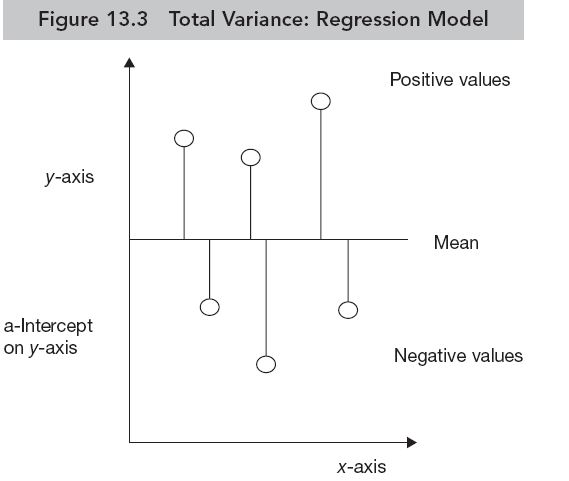 Figure 13.3 Total Variance: Regression Model
Positive values
y-axis
Mean
a-Intercept
on y-axis
Negative values
x-axis